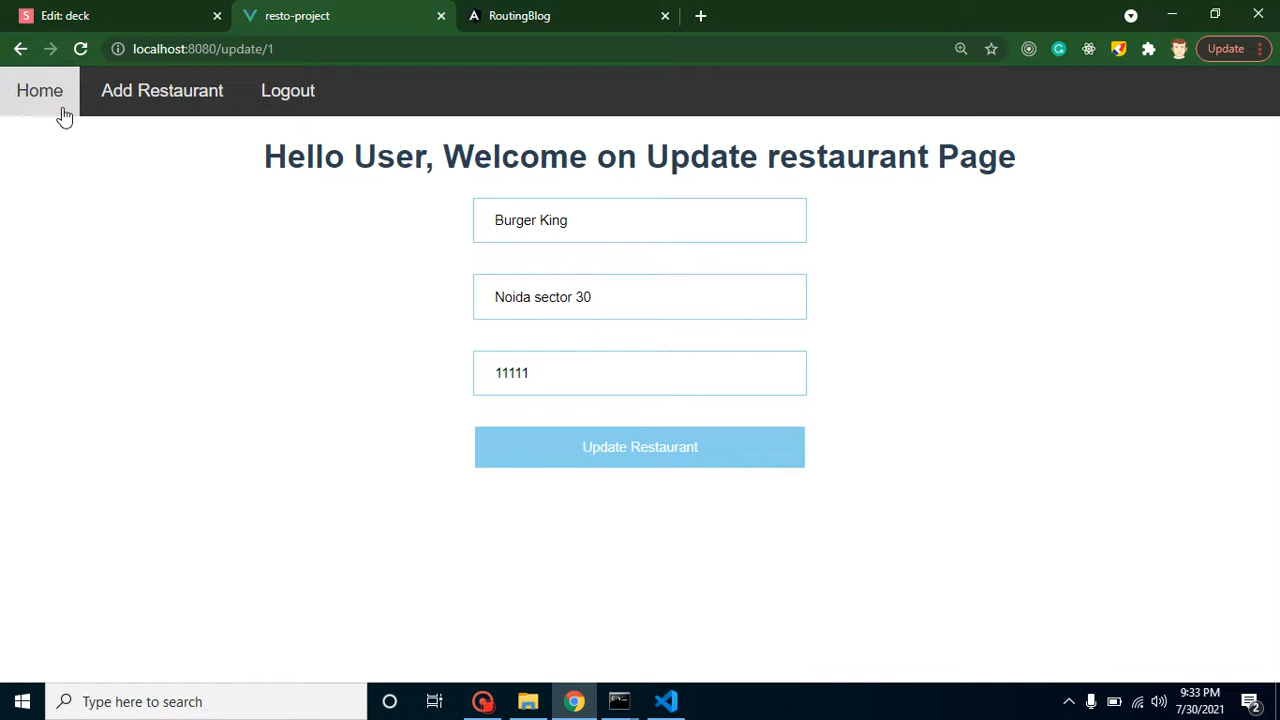 Edit: deck
resto-project
RoutingBlog
localhost:8080/update/1
Update
Home
Add Restaurant
Logout
Hello User, Welcome on Update restaurant Page
Burger King
Noida sector 30
11111
Update Restaurant
Type here to search
9:33 PM
7/30/2021
2